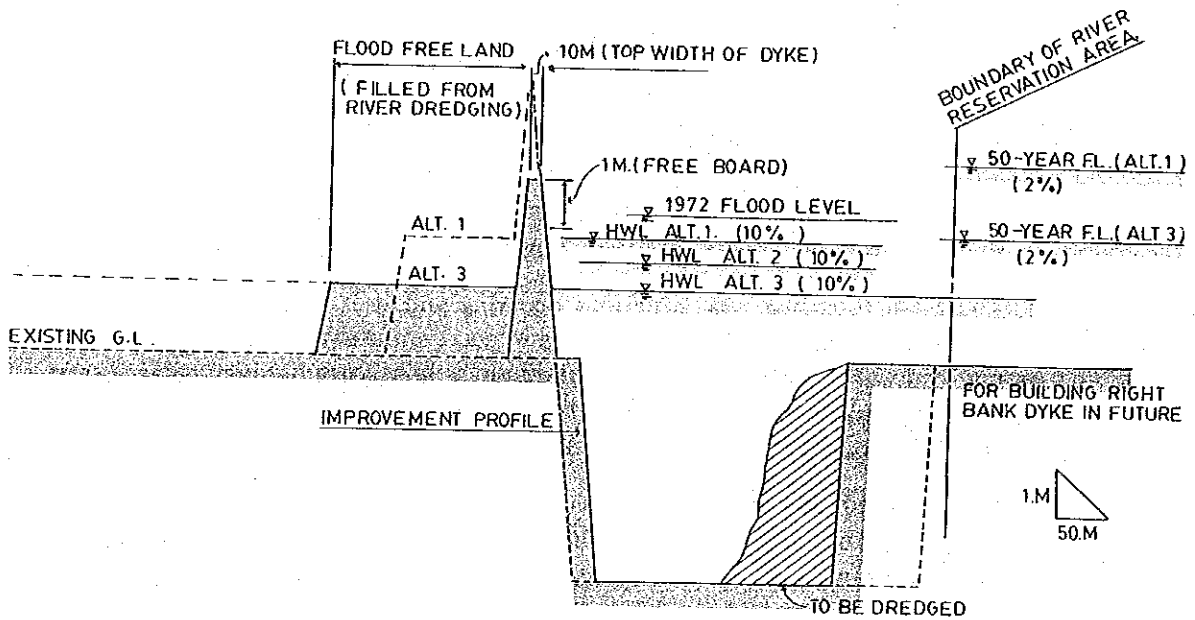 FLOOD FREE LAND
10M (TOP WIDTH OF DYKE)
( FILLED FROM
RIVER DREDGING)
BOUNDARY OF RIVER
RESERVATION AREA
1M.(FREE BOARD)
50-YEAR F.L.(ALT.1)
(2%)
1972 FLOOD LEVEL
ALT. 1
HWL ALT.1. (10%)
50-YEAR F.L.(ALT 3)
(2%)
HWL ALT. 2 (10%)
ALT. 3
HWL ALT. 3 (10%)
EXISTING G.L.
IMPROVEMENT PROFILE
FOR BUILDING RIGHT
BANK DYKE IN FUTURE
1.M
50.M
TO BE DREDGED